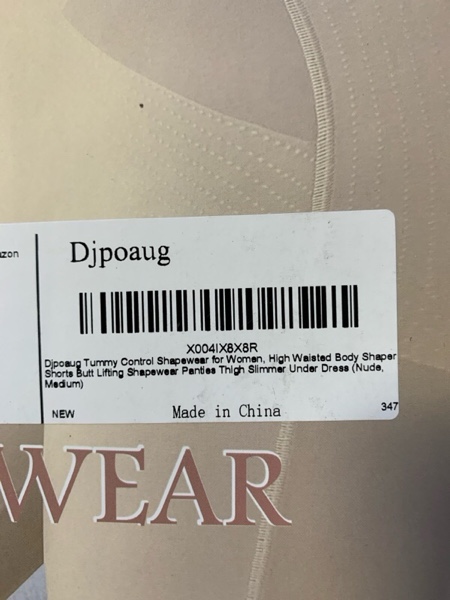 azon
Djpoaug
X004IX8X8R
Djpoaug Tummy Control Shapewear for Women, High Waisted Body Shaper
Shorts Butt Lifting Shapewear Panties Thigh Slimmer Under Dress (Nude,
Medium)
NEW
Made in China
347
WEAR